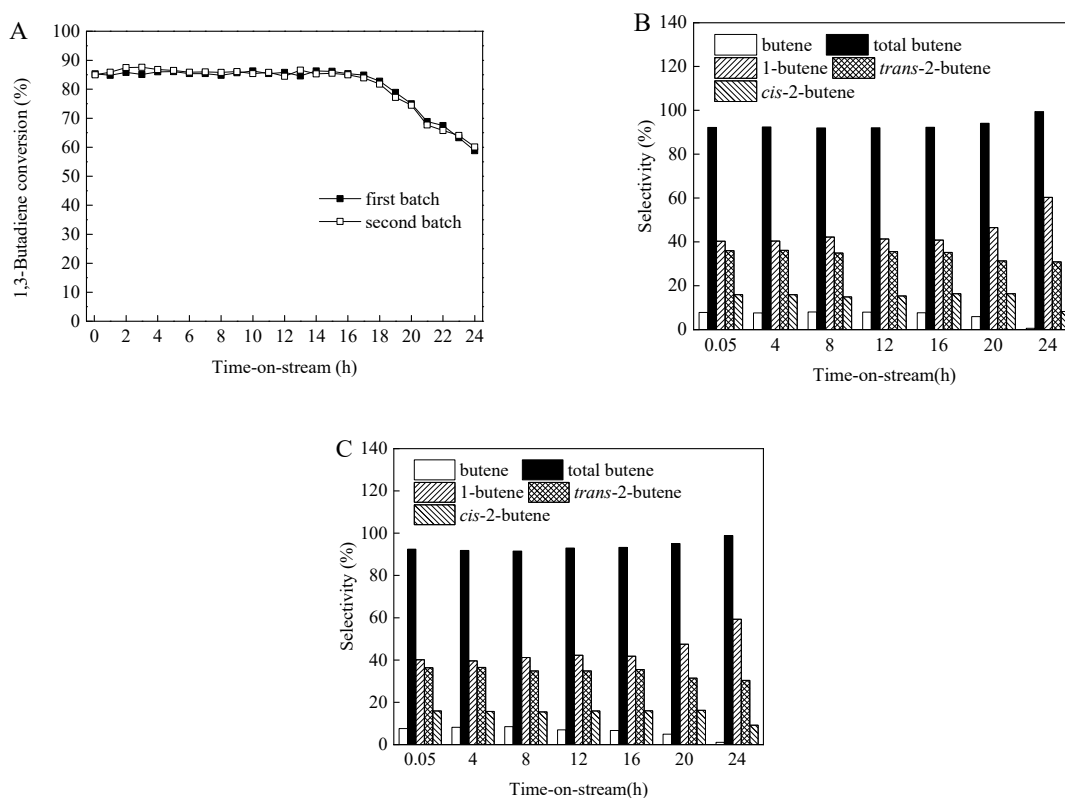 A
1,3-Butadiene conversion (%)
100
90
80
70
60
50
40
30
20
10
0
first batch
second batch
0 2 4 6 8 10 12 14 16 18 20 22 24
Time-on-stream (h)
B
Selectivity (%)
140
120
100
80
60
40
20
0
butene total butene
1-butene trans-2-butene
cis-2-butene
0.05 4 8 12 16 20 24
Time-on-stream(h)
C
Selectivity (%)
140
120
100
80
60
40
20
0
butene total butene
1-butene trans-2-butene
cis-2-butene
0.05 4 8 12 16 20 24
Time-on-stream(h)